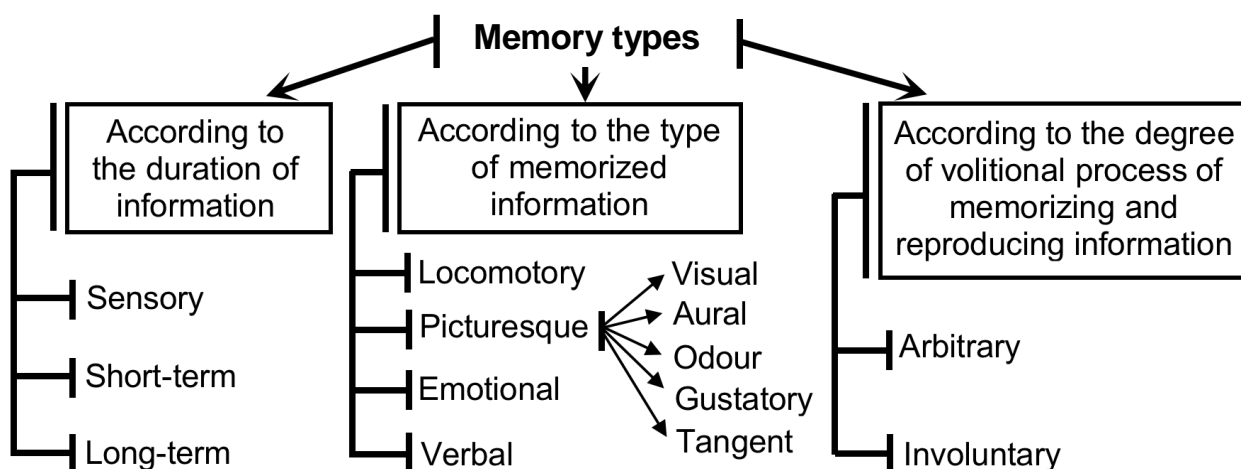 Memory types
According to
the duration of
information
Sensory
Short-term
Long-term
According to the type
of memorized
information
Locomotory
Picturesque
Emotional
Verbal
Visual
Aural
Odour
Gustatory
Tangent
According to the degree
of volitional process of
memorizing and
reproducing information
Arbitrary
Involuntary